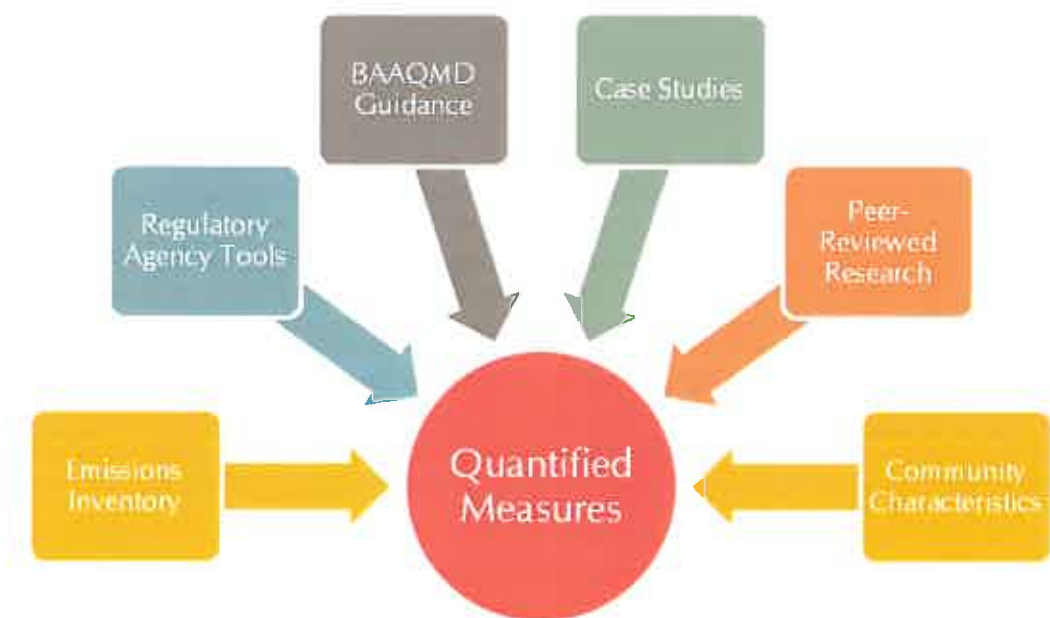 BAAQMD
Guidance
Case Studies
Regulatory
Agency Tools
Peer-
Reviewed
Research
Emissions
Inventory
Quantified
Measures
Community
Characteristics